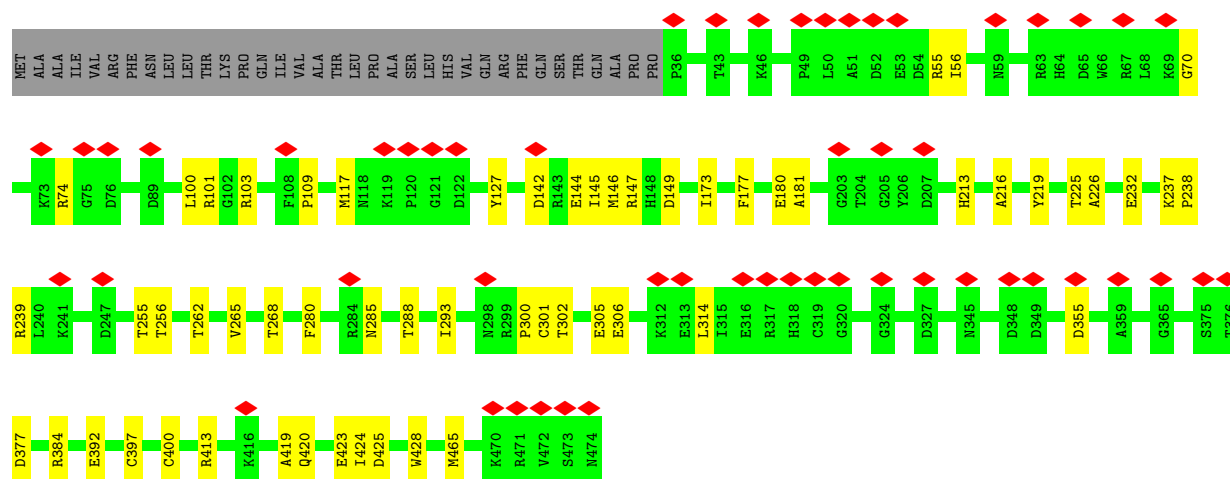 MET ALA ALA ILE VAL ARG PHE ASN LEU LEU THR LYS PRO GLN ILE VAL ALA THR LEU PRO ALA SER LEU HIS VAL GLN ARG PHE GLN SER THR GLN ALA PRO PRO P36 T43 K46 P49 L50 A51 D52 E53 D54 R55 I56 N59 R63 H64 D65 W66 R67 L68 K69 G70
K73 R74 G75 D76 D89 L100 R101 G102 R103 F108 P109 M117 N118 K119 P120 G121 D122 Y127 D142 R143 E144 I145 M146 R147 H148 D149 I173 F177 E180 A181 G203 T204 G205 Y206 D207 H213 A216 Y219 T225 A226 E232 K237 P238
R239 L240 K241 D247 T255 T256 T262 V265 T268 F280 R284 N285 T288 I293 N298 R299 P300 C301 T302 E305 E306 K312 E313 L314 I315 E316 R317 H318 C319 G320 G324 D327 N345 D348 D349 D355 A359 G365 S375 T376
D377 R384 E392 C397 C400 R413 K416 A419 Q420 E423 I424 D425 W428 M465 K470 R471 V472 S473 N474